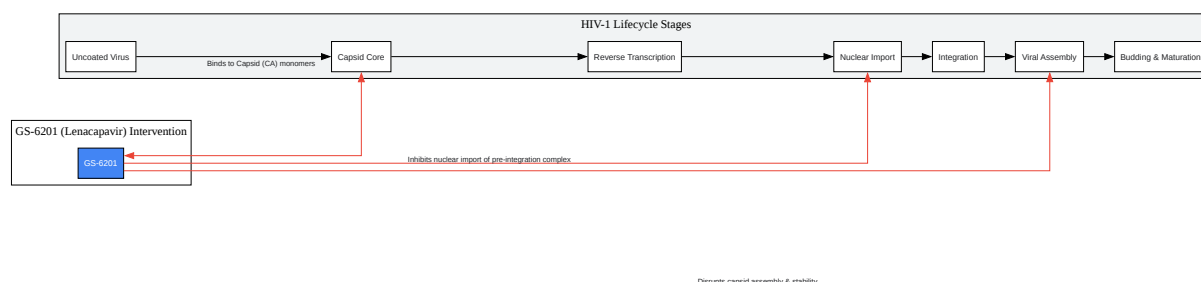 HIV-1 Lifecycle Stages
Uncoated Virus
Binds to Capsid (CA) monomers
Capsid Core
Reverse Transcription
Nuclear Import
Integration
Viral Assembly
Budding & Maturation
GS-6201 (Lenacapavir) Intervention
GS-6201
Inhibits nuclear import of pre-integration complex
Disrupts capsid assembly & stability